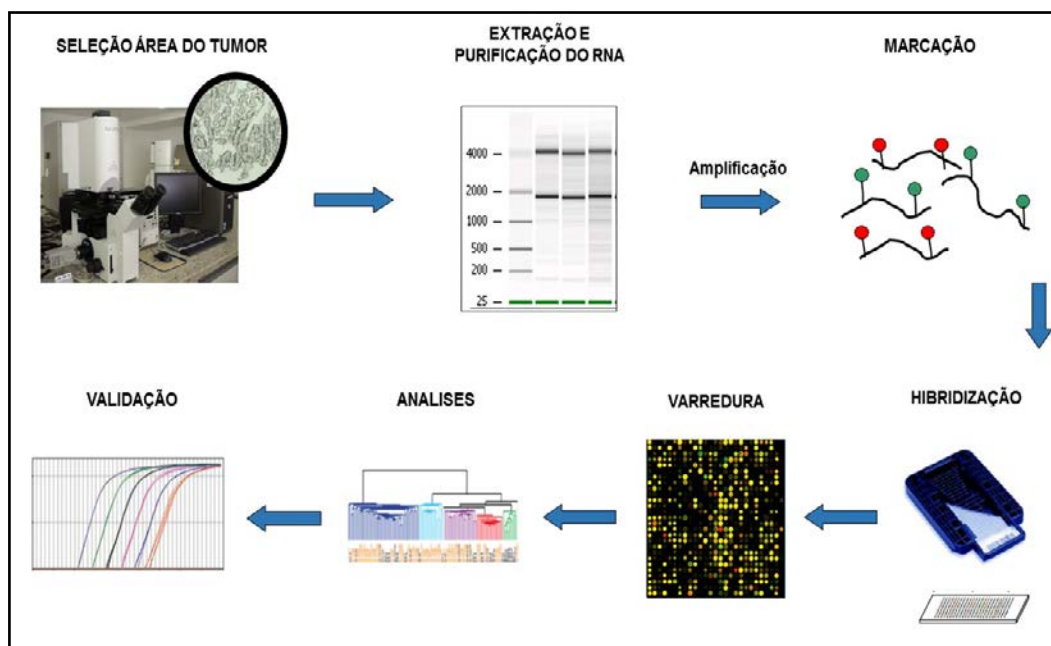 SELEÇÃO ÁREA DO TUMOR
EXTRAÇÃO E
PURIFICAÇÃO DO RNA
MARCAÇÃO
4000
2000
1000
500
200
25
Amplificação
VALIDAÇÃO
ANALISES
VARREDURA
HIBRIDIZAÇÃO